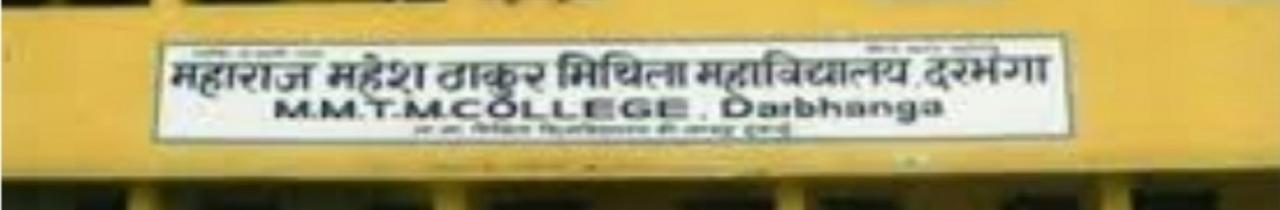 महाराज महेश ठाकुर मिथिला महाविद्यालय, दरभंगा
M.M.T.M.COLLEGE, Darbhanga